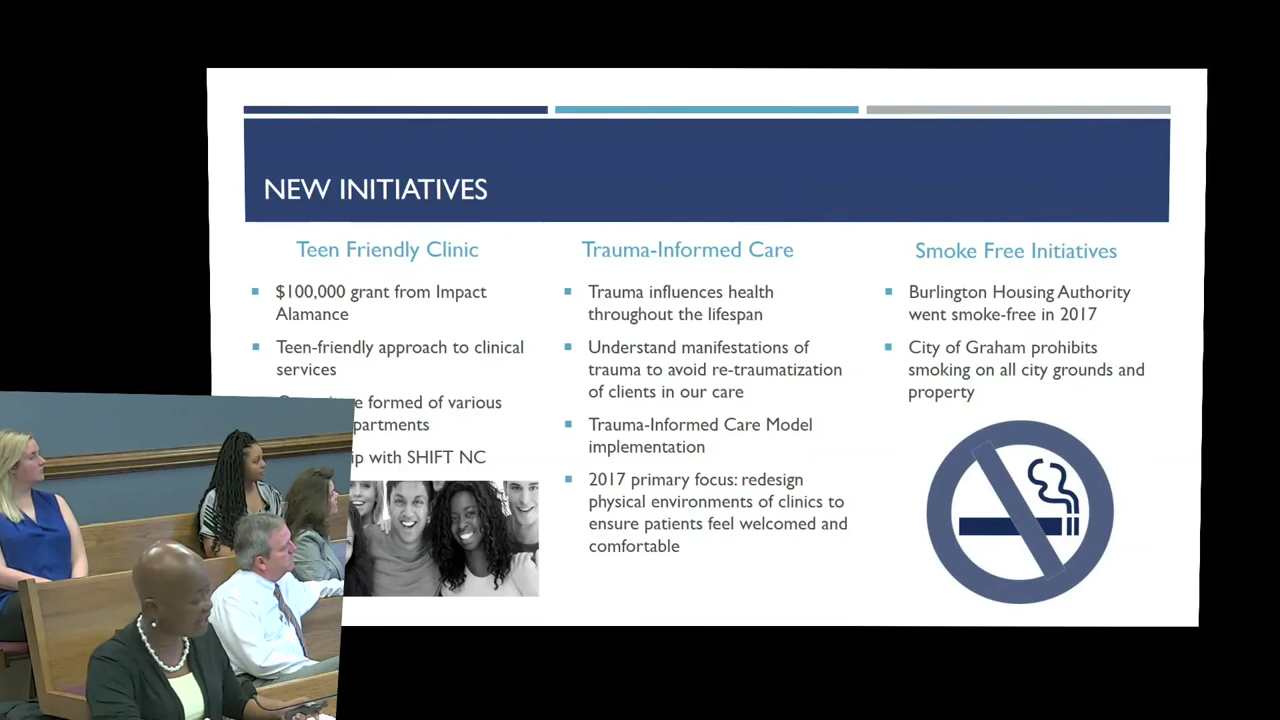 NEW INITIATIVES
Teen Friendly Clinic
$100,000 grant from Impact
Alamance
Teen-friendly approach to clinical
services
formed of various
with SHIFT NC
Trauma-Informed Care
Trauma influences health
throughout the lifespan
Understand manifestations of
trauma to avoid re-traumatization
of clients in our care
Trauma-Informed Care Model
implementation
2017 primary focus: redesign
physical environments of clinics to
ensure patients feel welcomed and
comfortable
Smoke Free Initiatives
Burlington Housing Authority
went smoke-free in 2017
City of Graham prohibits
smoking on all city grounds and
property